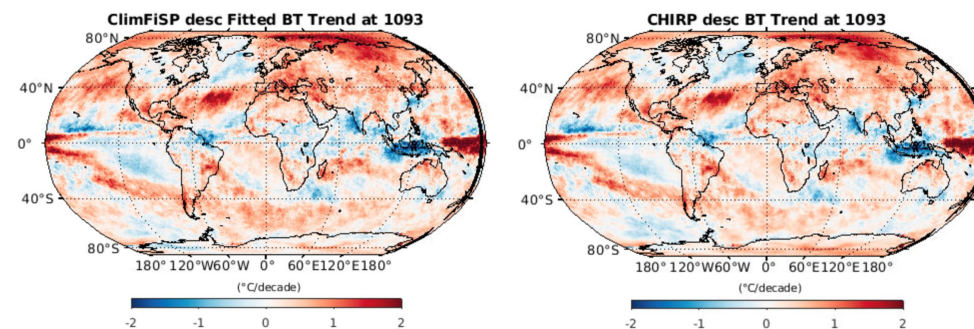 ClimFiSP desc Fitted BT Trend at 1093
80°N
40°N
0°
40°S
80°S
180° 120°W60°W 0° 60°E120°E180°
(°C/decade)
-2 -1 0 1 2
CHIRP desc BT Trend at 1093
80°N
40°N
0°
40°S
80°S
180° 120°W60°W 0° 60°E120°E180°
(°C/decade)
-2 -1 0 1 2